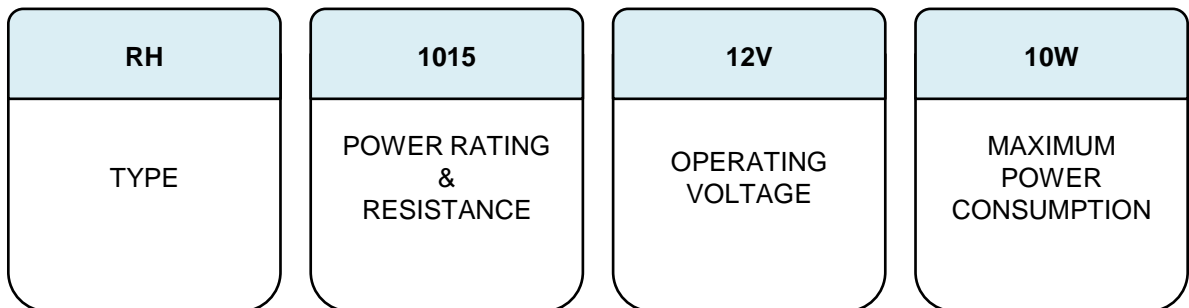 RH
TYPE
1015
POWER RATING
&
RESISTANCE
12V
OPERATING
VOLTAGE
10W
MAXIMUM
POWER
CONSUMPTION